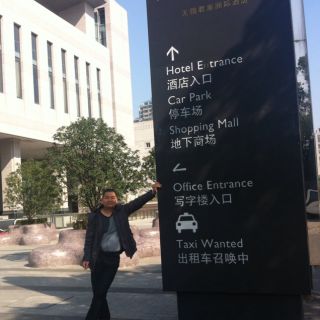 Hotel Entrance
酒店入口
Car Park
停车场
Shopping Mall
地下商场
Office Entrance
写字楼入口
Taxi Wanted
出租车召唤中